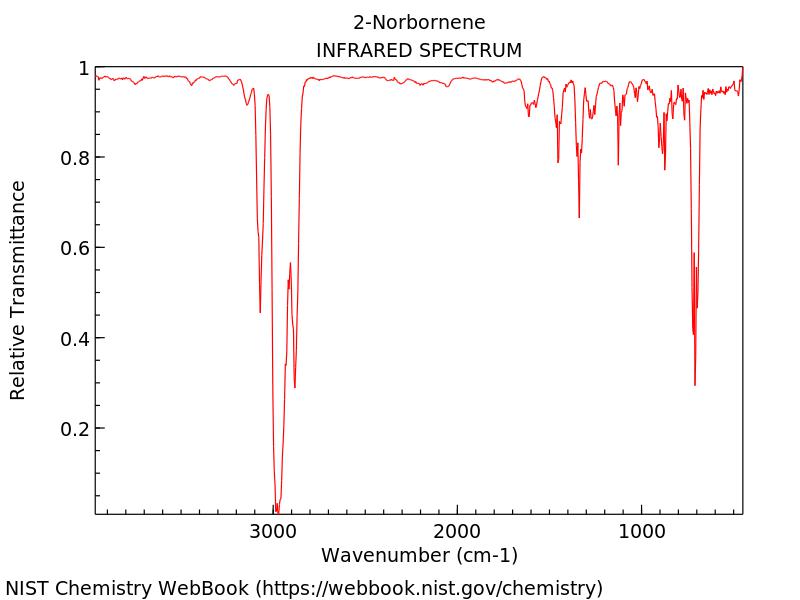 2-Norbornene
INFRARED SPECTRUM
1
0.8
0.6
0.4
0.2
Relative Transmittance
3000 2000 1000
Wavenumber (cm-1)
NIST Chemistry WebBook (https://webbook.nist.gov/chemistry)